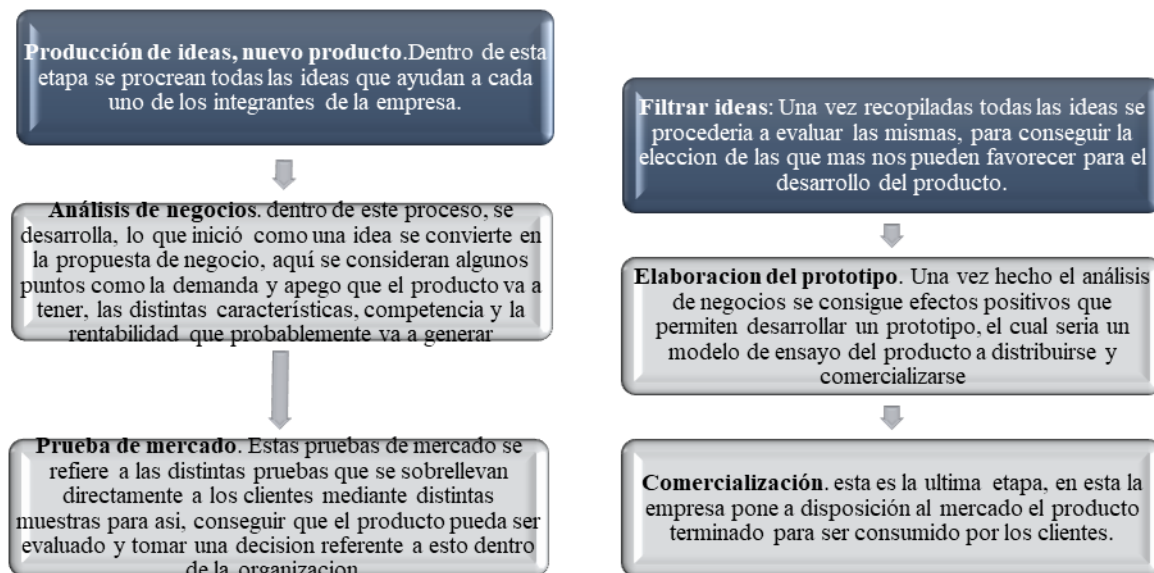 Producción de ideas, nuevo producto.Dentro de esta
etapa se procrean todas las ideas que ayudan a cada
uno de los integrantes de la empresa.
Análisis de negocios. dentro de este proceso, se
desarrolla, lo que inició como una idea se convierte en
la propuesta de negocio, aquí se consideran algunos
puntos como la demanda y apego que el producto va a
tener, las distintas características, competencia y la
rentabilidad que probablemente va a generar
Prueba de mercado. Estas pruebas de mercado se
refiere a las distintas pruebas que se sobrellevan
directamente a los clientes mediante distintas
muestras para asi, conseguir que el producto pueda ser
evaluado y tomar una decision referente a esto dentro
de la organizacion
Filtrar ideas: Una vez recopiladas todas las ideas se
procederia a evaluar las mismas, para conseguir la
eleccion de las que mas nos pueden favorecer para el
desarrollo del producto.
Elaboracion del prototipo. Una vez hecho el análisis
de negocios se consigue efectos positivos que
permiten desarrollar un prototipo, el cual seria un
modelo de ensayo del producto a distribuirse y
comercializarse
Comercialización. esta es la ultima etapa, en esta la
empresa pone a disposición al mercado el producto
terminado para ser consumido por los clientes.